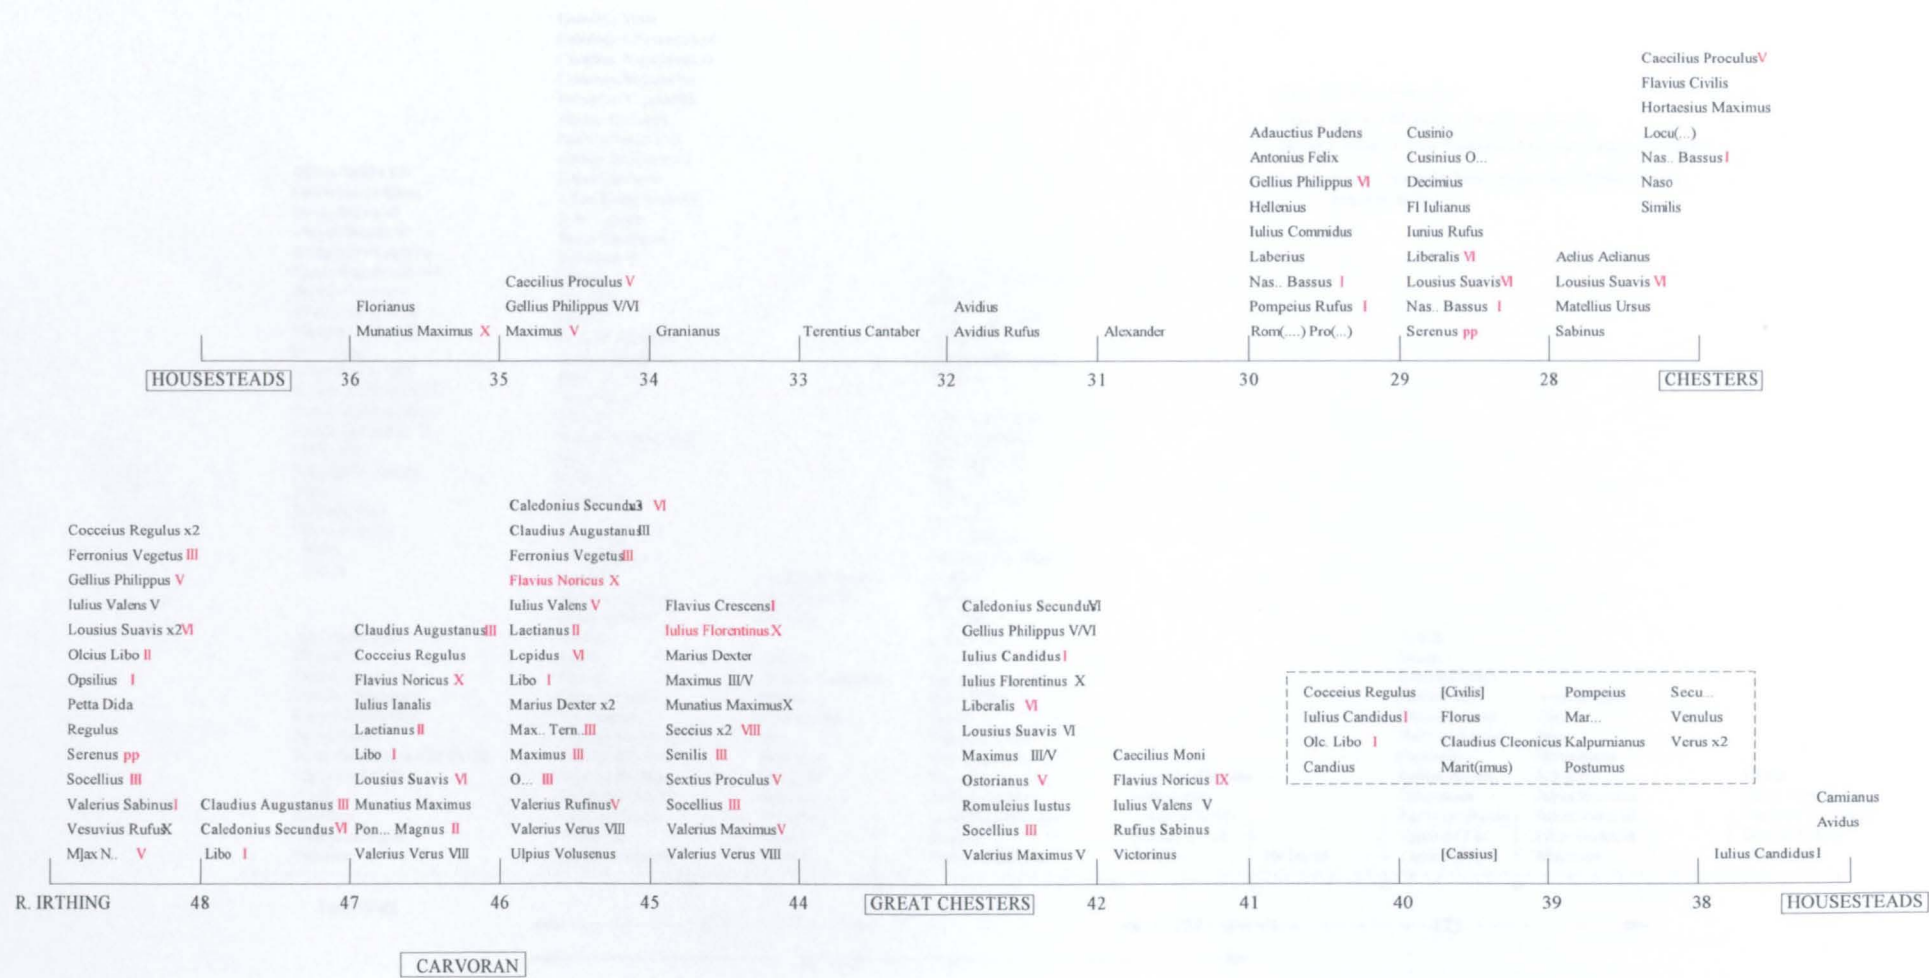 Caecilius Proculus V
Flavius Civilis
Hortaesius Maximus
Locu(...)
Nas.. Bassus I
Naso
Similis
Adauctius Pudens
Antonius Felix
Gellius Philippus VI
Hellenius
Iulius Commidus
Laberius
Nas.. Bassus I
Pompeius Rufus I
Rom(....) Pro(...)
Cusinio
Cusinius O...
Decimius
Fl Iulianus
Iunius Rufus
Liberalis VI
Lousius Suavis VI
Nas.. Bassus I
Serenus pp
Aelius Aelianus
Lousius Suavis VI
Matellius Ursus
Sabinus
Florianus
Munatius Maximus X
Caecilius Proculus V
Gellius Philippus V/VI
Maximus V
Granianus
Terentius Cantaber
Avidius
Avidius Rufus
Alexander
HOUSESTEADS 36 35 34 33 32 31 30 29 28 CHESTERS
Cocceius Regulus x2
Ferronius Vegetus III
Gellius Philippus V
Iulius Valens V
Lousius Suavis x2 VI
Olcius Libo II
Opsilius I
Petta Dida
Regulus
Serenus pp
Socellius III
Valerius Sabinus I
Vesuvius Rufus X
M]ax N.. V
Claudius Augustanus III
Caledonius Secundus VI
Libo I
Claudius Augustanus III
Cocceius Regulus
Flavius Noricus X
Iulius Ianalis
Laetianus II
Libo I
Lousius Suavis VI
Munatius Maximus
Pon... Magnus II
Valerius Verus VIII
Caledonius Secundus x3 VI
Claudius Augustanus III
Ferronius Vegetus III
Flavius Noricus X
Iulius Valens V
Laetianus II
Lepidus VI
Libo I
Marius Dexter x2
Max.. Tern.. III
Maximus III
O... III
Valerius Rufinus V
Valerius Verus VIII
Ulpius Volusenus
Flavius Crescens I
Iulius Florentinus X
Marius Dexter
Maximus III/V
Munatius Maximus X
Seccius x2 VIII
Senilis III
Sextius Proculus V
Socellius III
Valerius Maximus V
Valerius Verus VIII
Caledonius Secundus VI
Gellius Philippus V/VI
Iulius Candidus I
Iulius Florentinus X
Liberalis VI
Lousius Suavis VI
Maximus III/V
Ostorianus V
Romuleius Iustus
Socellius III
Valerius Maximus V
Caecilius Moni
Flavius Noricus IX
Iulius Valens V
Rufius Sabinus
Victorinus
Cocceius Regulus [Civilis] Pompeius Secu...
Iulius Candidus I Florus Mar... Venulus
Olc. Libo I Claudius Cleonicus Kalpurnianus Verus x2
Candius Marit(imus) Postumus
[Cassius]
Iulius Candidus I
Camianus
Avidus
R. IRTHING 48 47 46 45 44 GREAT CHESTERS 42 41 40 39 38 HOUSESTEADS
CARVORAN